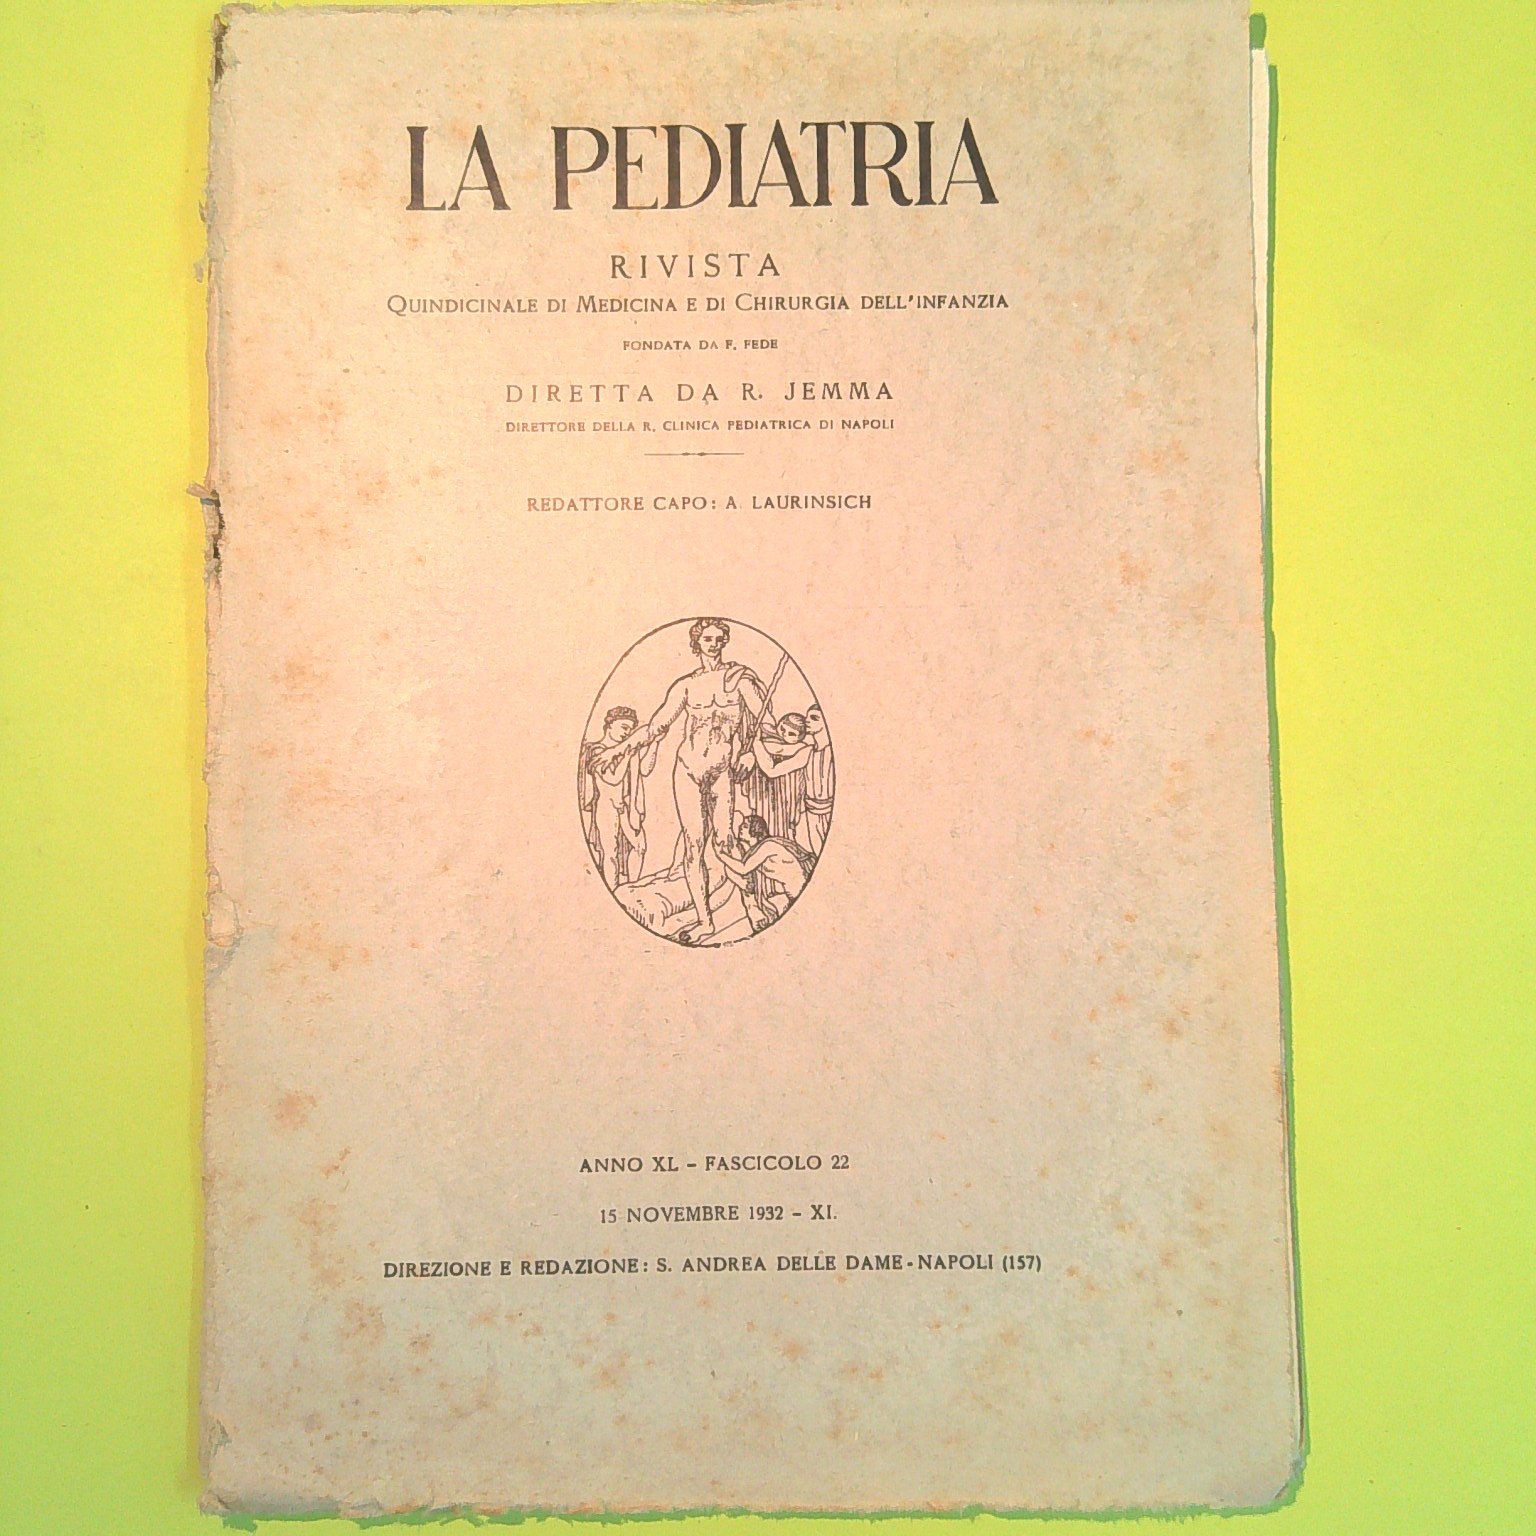 LA PEDIATRIA
RIVISTA
QUINDICINALE DI MEDICINA E DI CHIRURGIA DELL'INFANZIA
FONDATA DA F. FEDE
DIRETTA DA R. JEMMA
DIRETTORE DELLA R. CLINICA PEDIATRICA DI NAPOLI
REDATTORE CAPO: A. LAURINSICH
ANNO XL - FASCICOLO 22
15 NOVEMBRE 1932 - XI.
DIREZIONE E REDAZIONE: S. ANDREA DELLE DAME - NAPOLI (157)